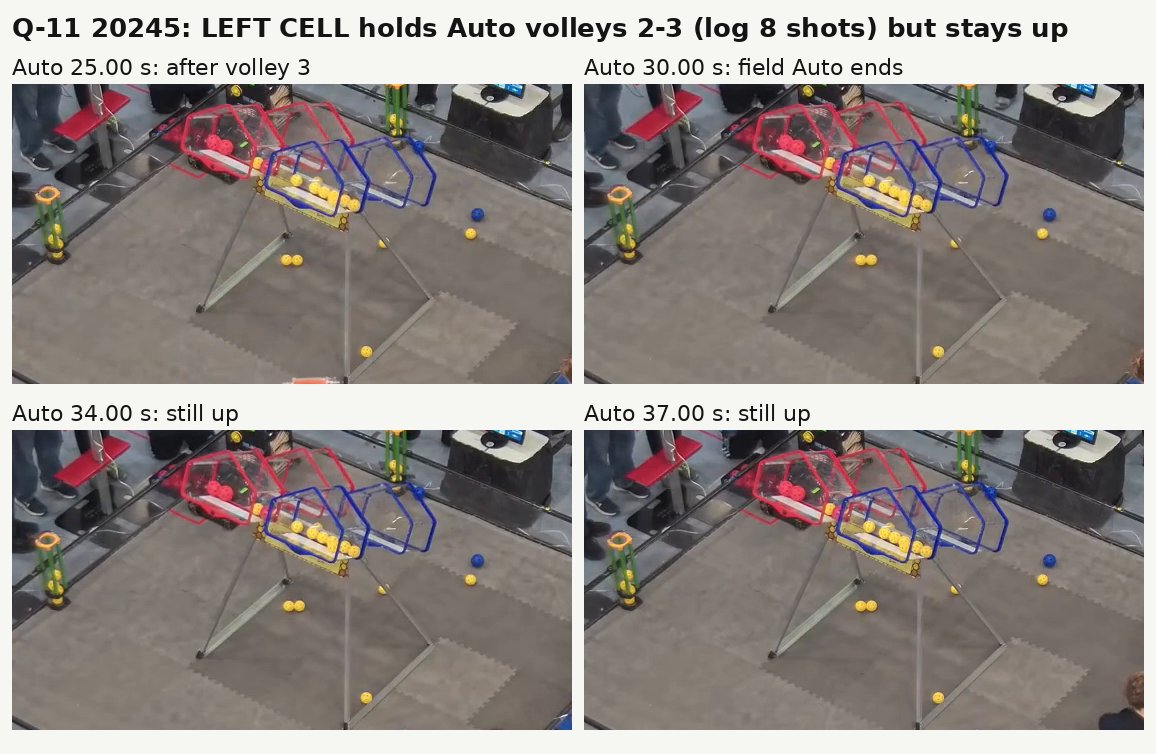 Q-11 20245: LEFT CELL holds Auto volleys 2-3 (log 8 shots) but stays up
Auto 25.00 s: after volley 3
Auto 30.00 s: field Auto ends
Auto 34.00 s: still up
Auto 37.00 s: still up